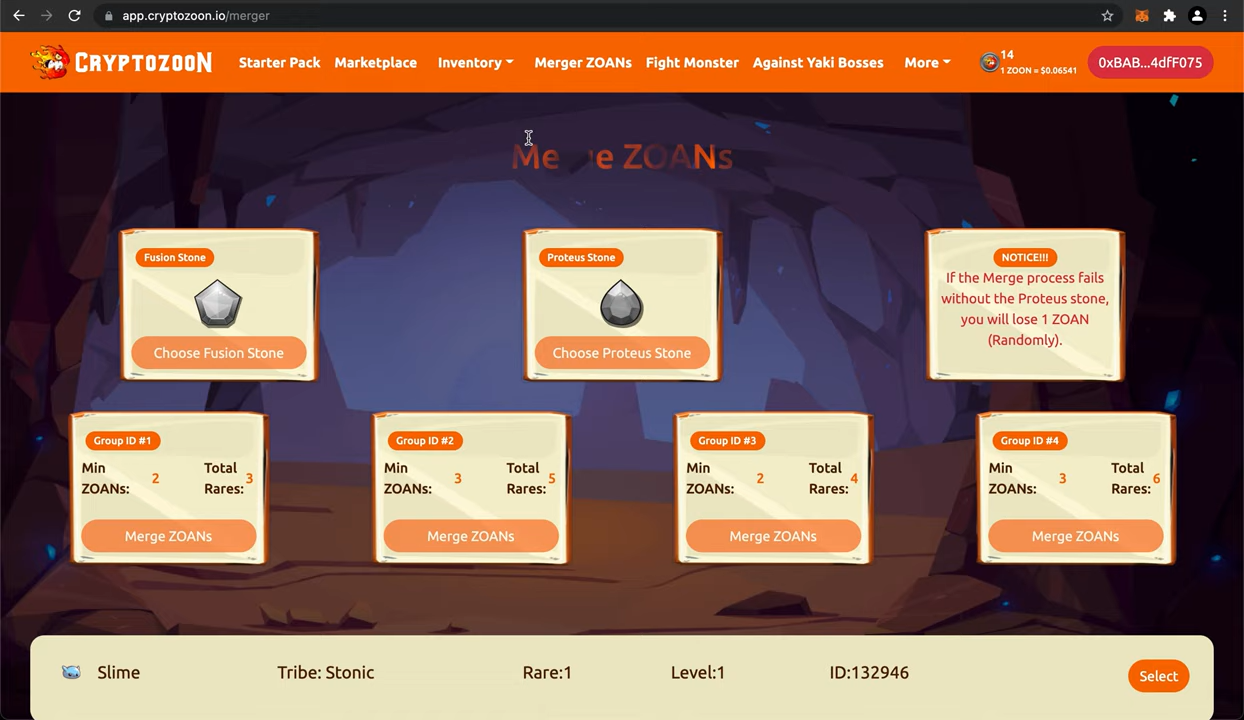 app.cryptozoon.io/merger
CRYPTOZOON
Starter Pack Marketplace Inventory Merger ZOANs Fight Monster Against Yaki Bosses More
14
1 ZOON = $0.06541
0xBAB...4dfF075
Merge ZOANs
Fusion Stone
Choose Fusion Stone
Proteus Stone
Choose Proteus Stone
NOTICE!!!
If the Merge process fails
without the Proteus stone,
you will lose 1 ZOAN
(Randomly).
Group ID #1
Min ZOANs: 2 Total Rares: 3
Merge ZOANs
Group ID #2
Min ZOANs: 3 Total Rares: 5
Merge ZOANs
Group ID #3
Min ZOANs: 2 Total Rares: 4
Merge ZOANs
Group ID #4
Min ZOANs: 3 Total Rares: 6
Merge ZOANs
Slime Tribe: Stonic Rare:1 Level:1 ID:132946 Select